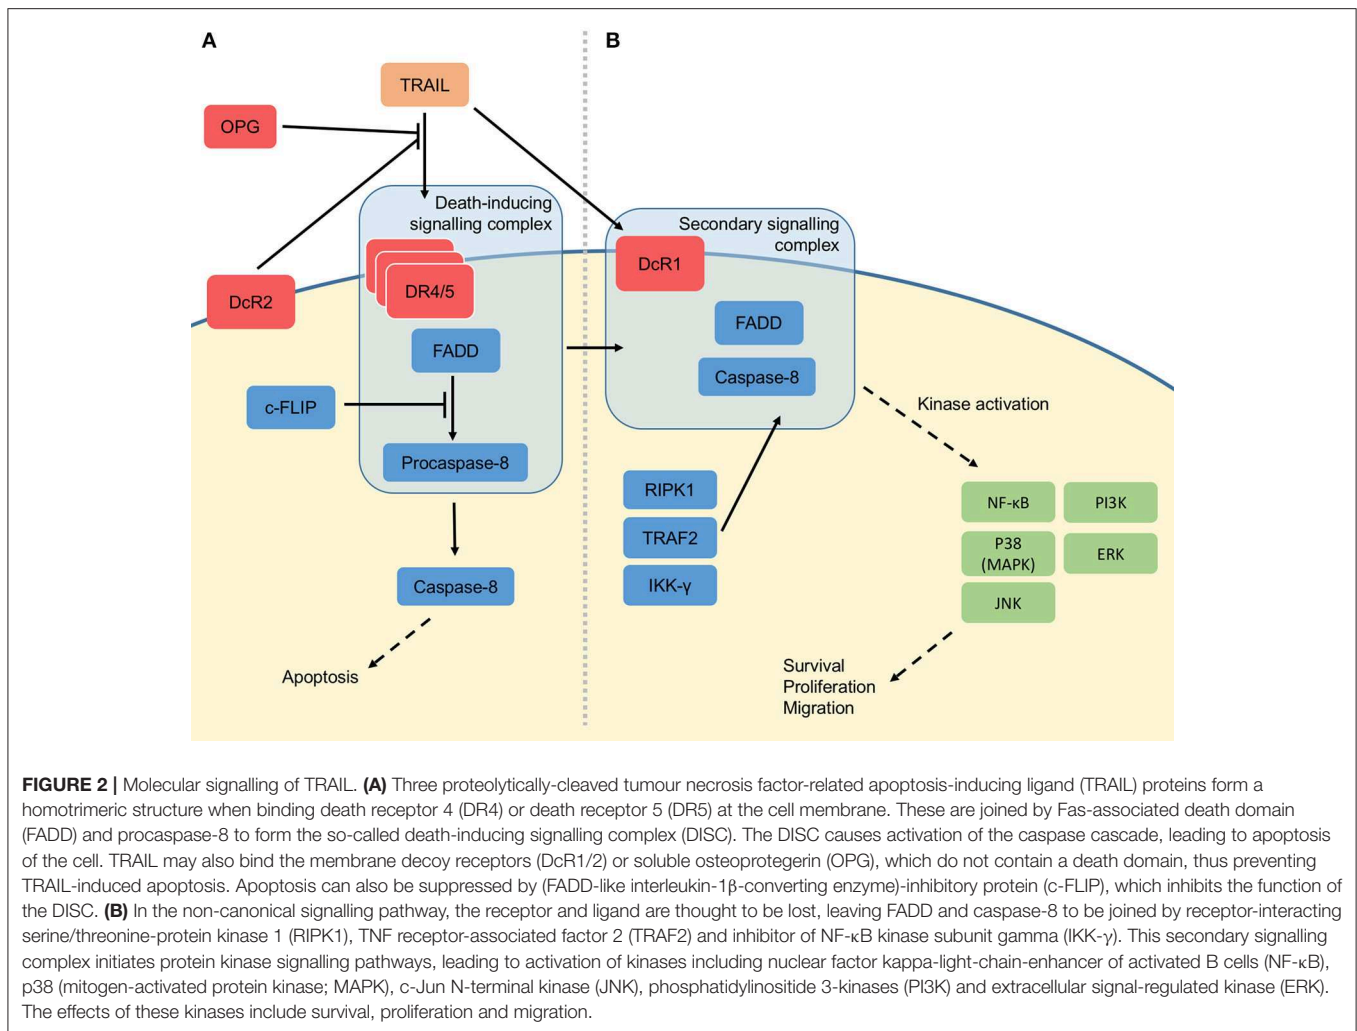 A
B
TRAIL
OPG
Death-inducing
signalling complex
Secondary signalling
complex
DcR1
DcR2
DR4/5
FADD
FADD
Caspase-8
c-FLIP
Kinase activation
Procaspase-8
RIPK1
TRAF2
IKK-γ
NF-κB
PI3K
P38
(MAPK)
ERK
JNK
Caspase-8
Apoptosis
Survival
Proliferation
Migration
FIGURE 2 | Molecular signalling of TRAIL. (A) Three proteolytically-cleaved tumour necrosis factor-related apoptosis-inducing ligand (TRAIL) proteins form a
homotrimeric structure when binding death receptor 4 (DR4) or death receptor 5 (DR5) at the cell membrane. These are joined by Fas-associated death domain
(FADD) and procaspase-8 to form the so-called death-inducing signalling complex (DISC). The DISC causes activation of the caspase cascade, leading to apoptosis
of the cell. TRAIL may also bind the membrane decoy receptors (DcR1/2) or soluble osteoprotegerin (OPG), which do not contain a death domain, thus preventing
TRAIL-induced apoptosis. Apoptosis can also be suppressed by (FADD-like interleukin-1β-converting enzyme)-inhibitory protein (c-FLIP), which inhibits the function of
the DISC. (B) In the non-canonical signalling pathway, the receptor and ligand are thought to be lost, leaving FADD and caspase-8 to be joined by receptor-interacting
serine/threonine-protein kinase 1 (RIPK1), TNF receptor-associated factor 2 (TRAF2) and inhibitor of NF-κB kinase subunit gamma (IKK-γ). This secondary signalling
complex initiates protein kinase signalling pathways, leading to activation of kinases including nuclear factor kappa-light-chain-enhancer of activated B cells (NF-κB),
p38 (mitogen-activated protein kinase; MAPK), c-Jun N-terminal kinase (JNK), phosphatidylinositide 3-kinases (PI3K) and extracellular signal-regulated kinase (ERK).
The effects of these kinases include survival, proliferation and migration.